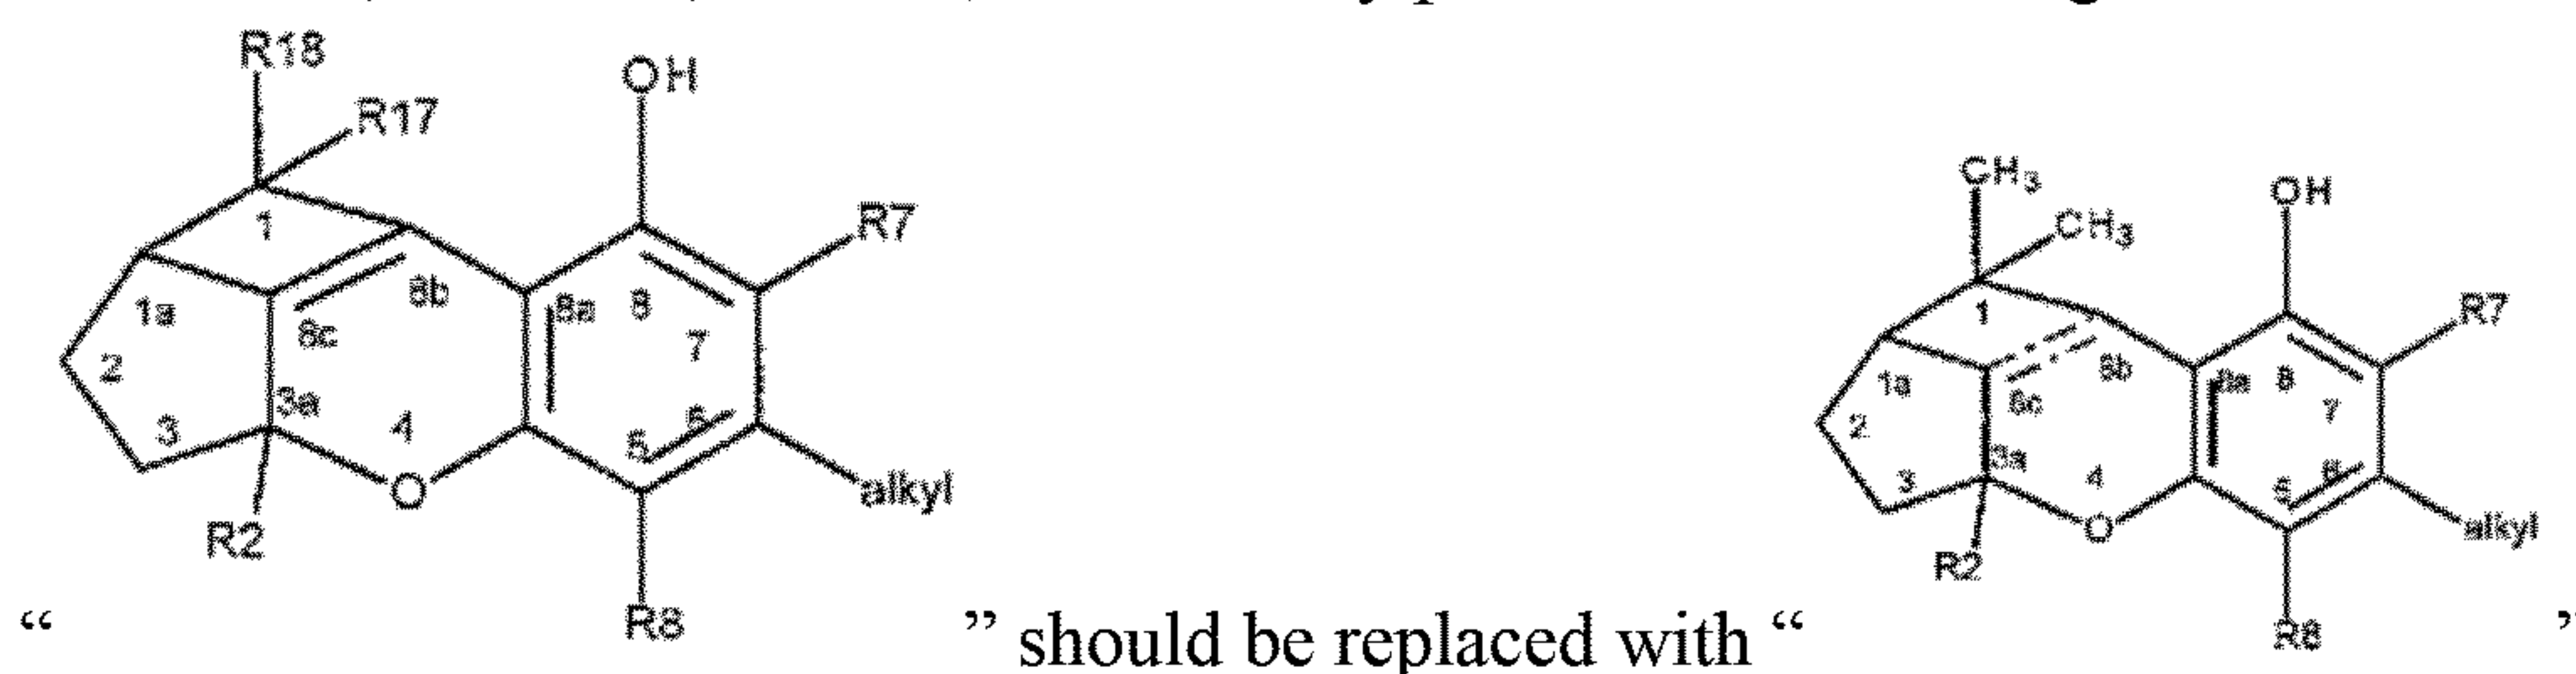 R18
R17
OH
R7
1
1a
8b
8a
8
8c
7
2
3a
4
6
3
5
O
alkyl
R2
R8
CH3
CH3
OH
R7
1
8b
8a
8
1a
8c
7
2
3a
4
6
3
5
O
alkyl
R2
R8
“ ” should be replaced with “ ”